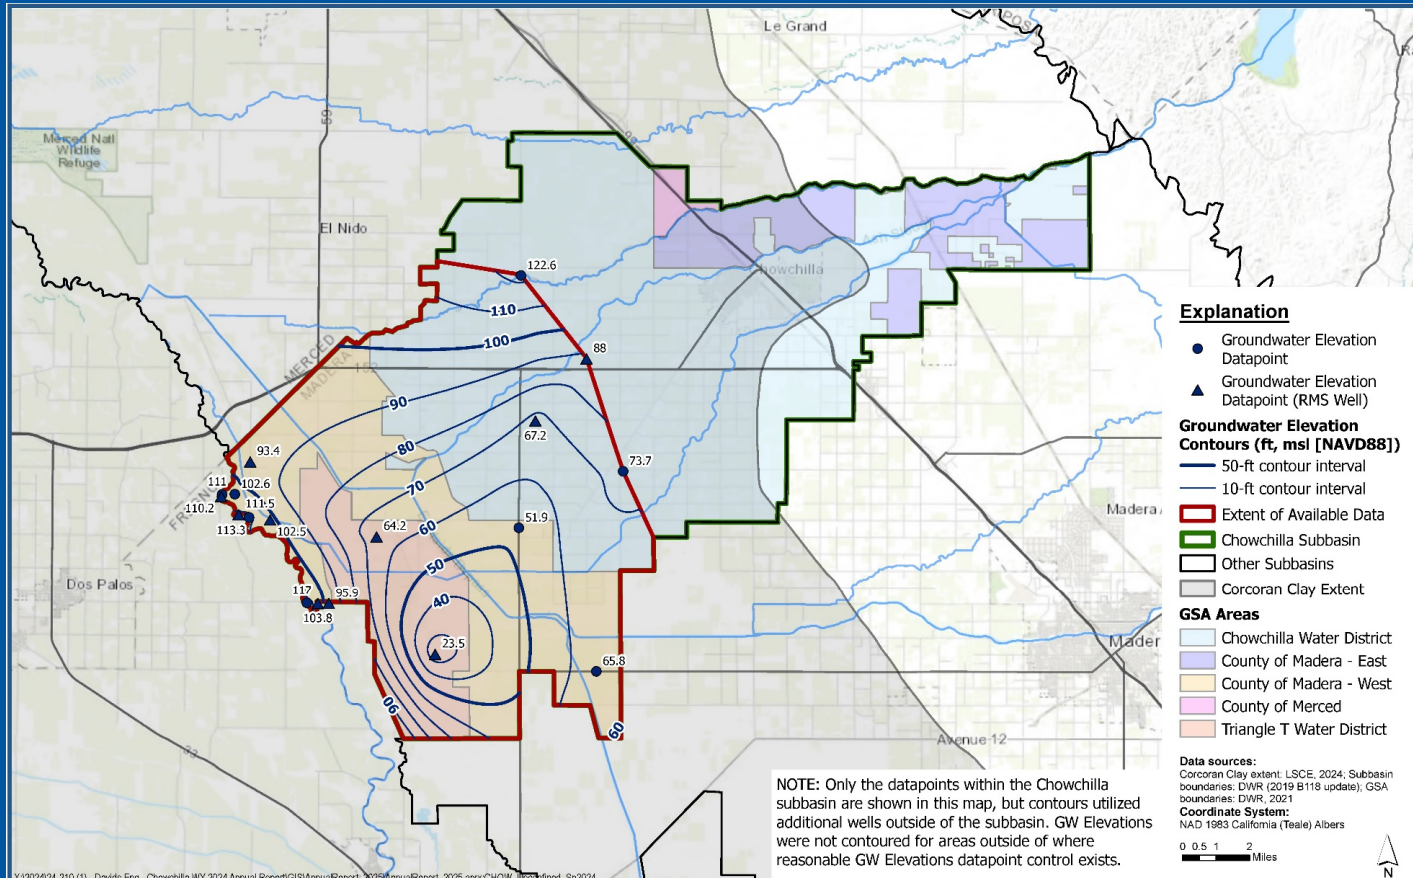 Le Grand
MARIPOSA
99
59
Merced Natl
Wildlife
Refuge
El Nido
122.6
Chowchilla
110
100
88
MERCED
MADERA
152
90
80
67.2
93.4
73.7
70
111
102.6
110.2
111.5
FRESNO
113.3
102.5
64.2
60
51.9
Madera
Dos Palos
50
117
95.9
40
103.8
23.5
65.8
Mader
90
60
33
Avenue 12
Explanation
Groundwater Elevation
Datapoint
Groundwater Elevation
Datapoint (RMS Well)
Groundwater Elevation
Contours (ft, msl [NAVD88])
50-ft contour interval
10-ft contour interval
Extent of Available Data
Chowchilla Subbasin
Other Subbasins
Corcoran Clay Extent
GSA Areas
Chowchilla Water District
County of Madera - East
County of Madera - West
County of Merced
Triangle T Water District
Data sources:
Corcoran Clay extent: LSCE, 2024; Subbasin
boundaries: DWR (2019 B118 update); GSA
boundaries: DWR, 2021
Coordinate System:
NAD 1983 California (Teale) Albers
0 0.5 1 2
Miles
N
NOTE: Only the datapoints within the Chowchilla
subbasin are shown in this map, but contours utilized
additional wells outside of the subbasin. GW Elevations
were not contoured for areas outside of where
reasonable GW Elevations datapoint control exists.